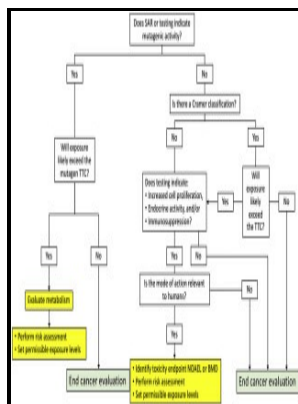 Does SAR or testing indicate
mutagenic activity?
Yes
No
Is there a Cramer classification?
No
Yes
Will exposure
likely exceed the
mutagen TTC?
Does testing indicate:
• Increased cell proliferation,
• Endocrine activity, and/or
• Immunosuppression?
Yes
Will
exposure
likely
exceed
the TTC?
Yes
No
No
Evaluate metabolism
Is the mode of action relevant
to humans?
No
No
• Perform risk assessment
• Set permissible exposure levels
Yes
End cancer evaluation
• Identify toxicity endpoint NOAEL or BMD
• Perform risk assessment
• Set permissible exposure levels
End cancer evaluation